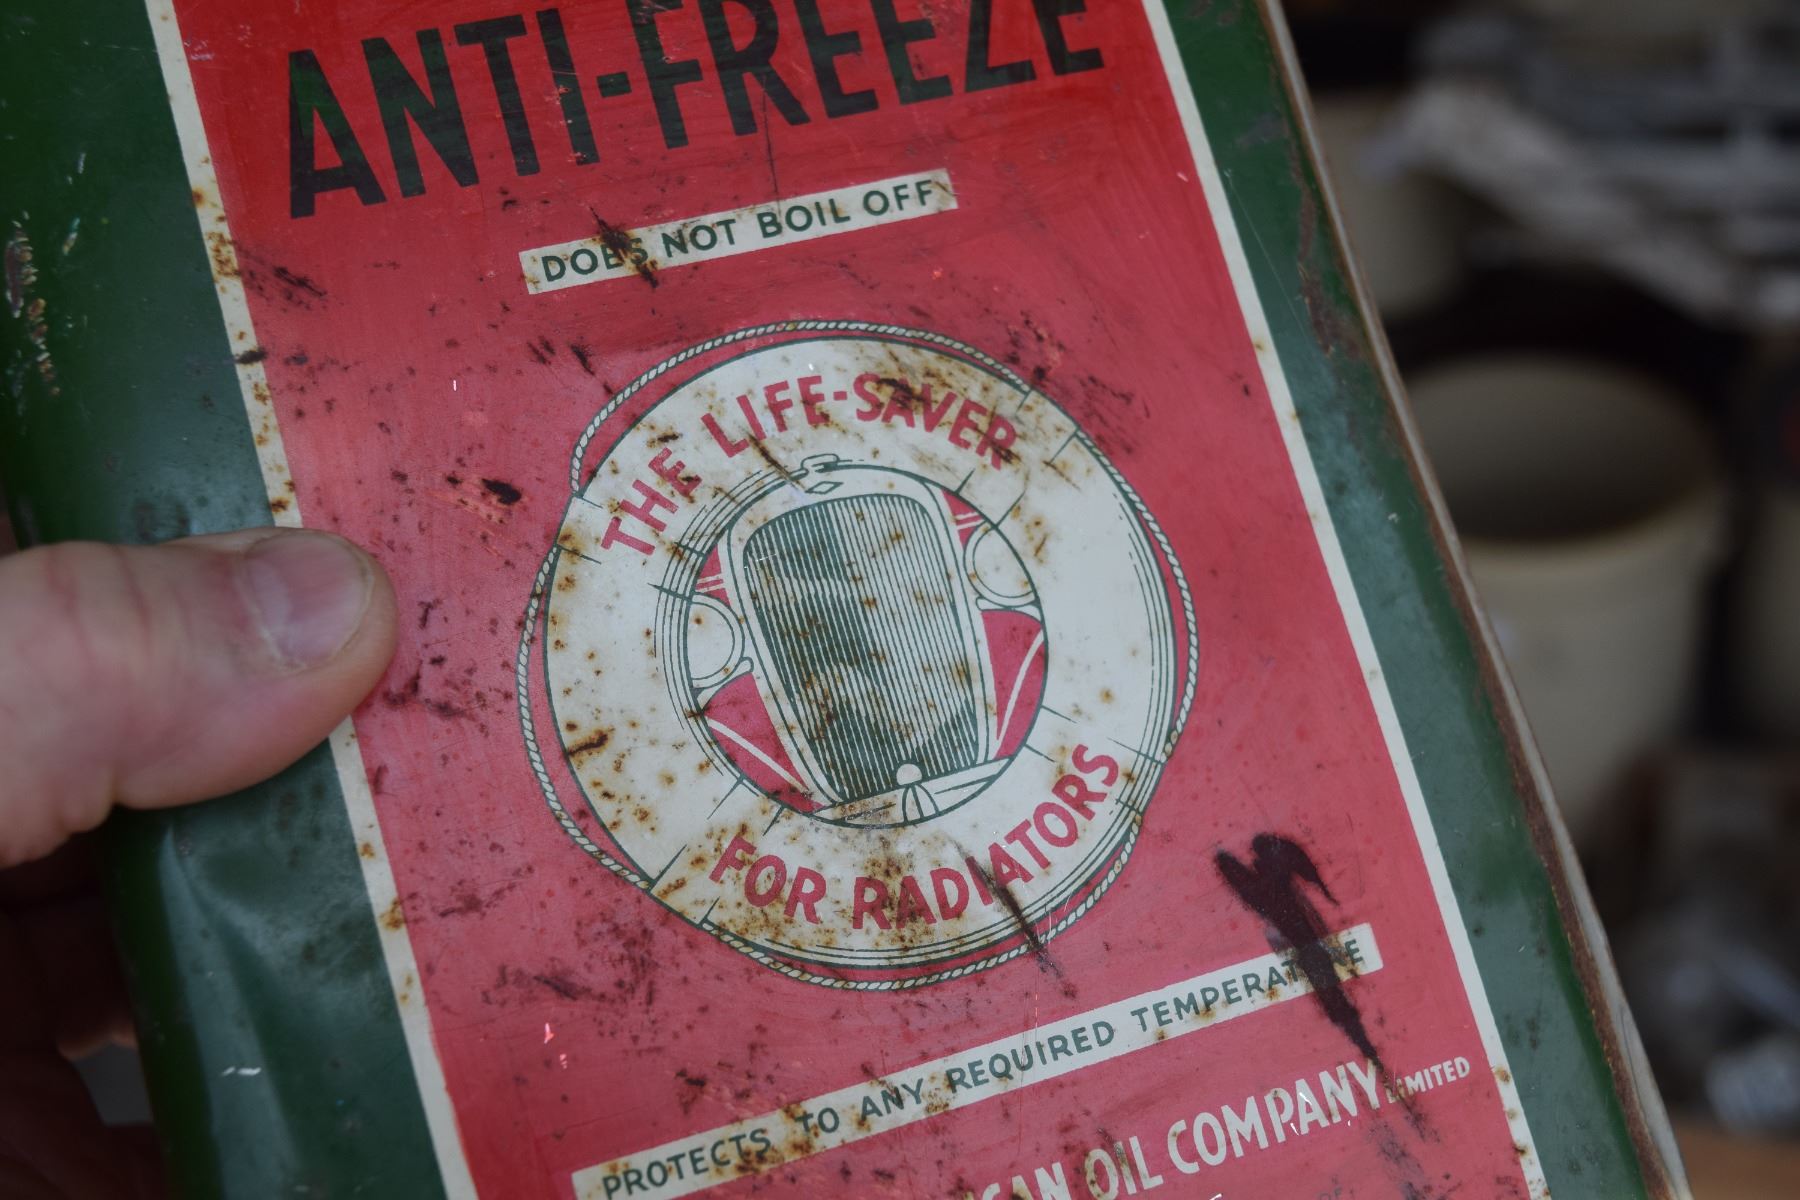 ANTI-FREEZE
DOES NOT BOIL OFF
THE LIFE-SAVER
FOR RADIATORS
PROTECTS TO ANY REQUIRED TEMPERATURE
OIL COMPANY LIMITED